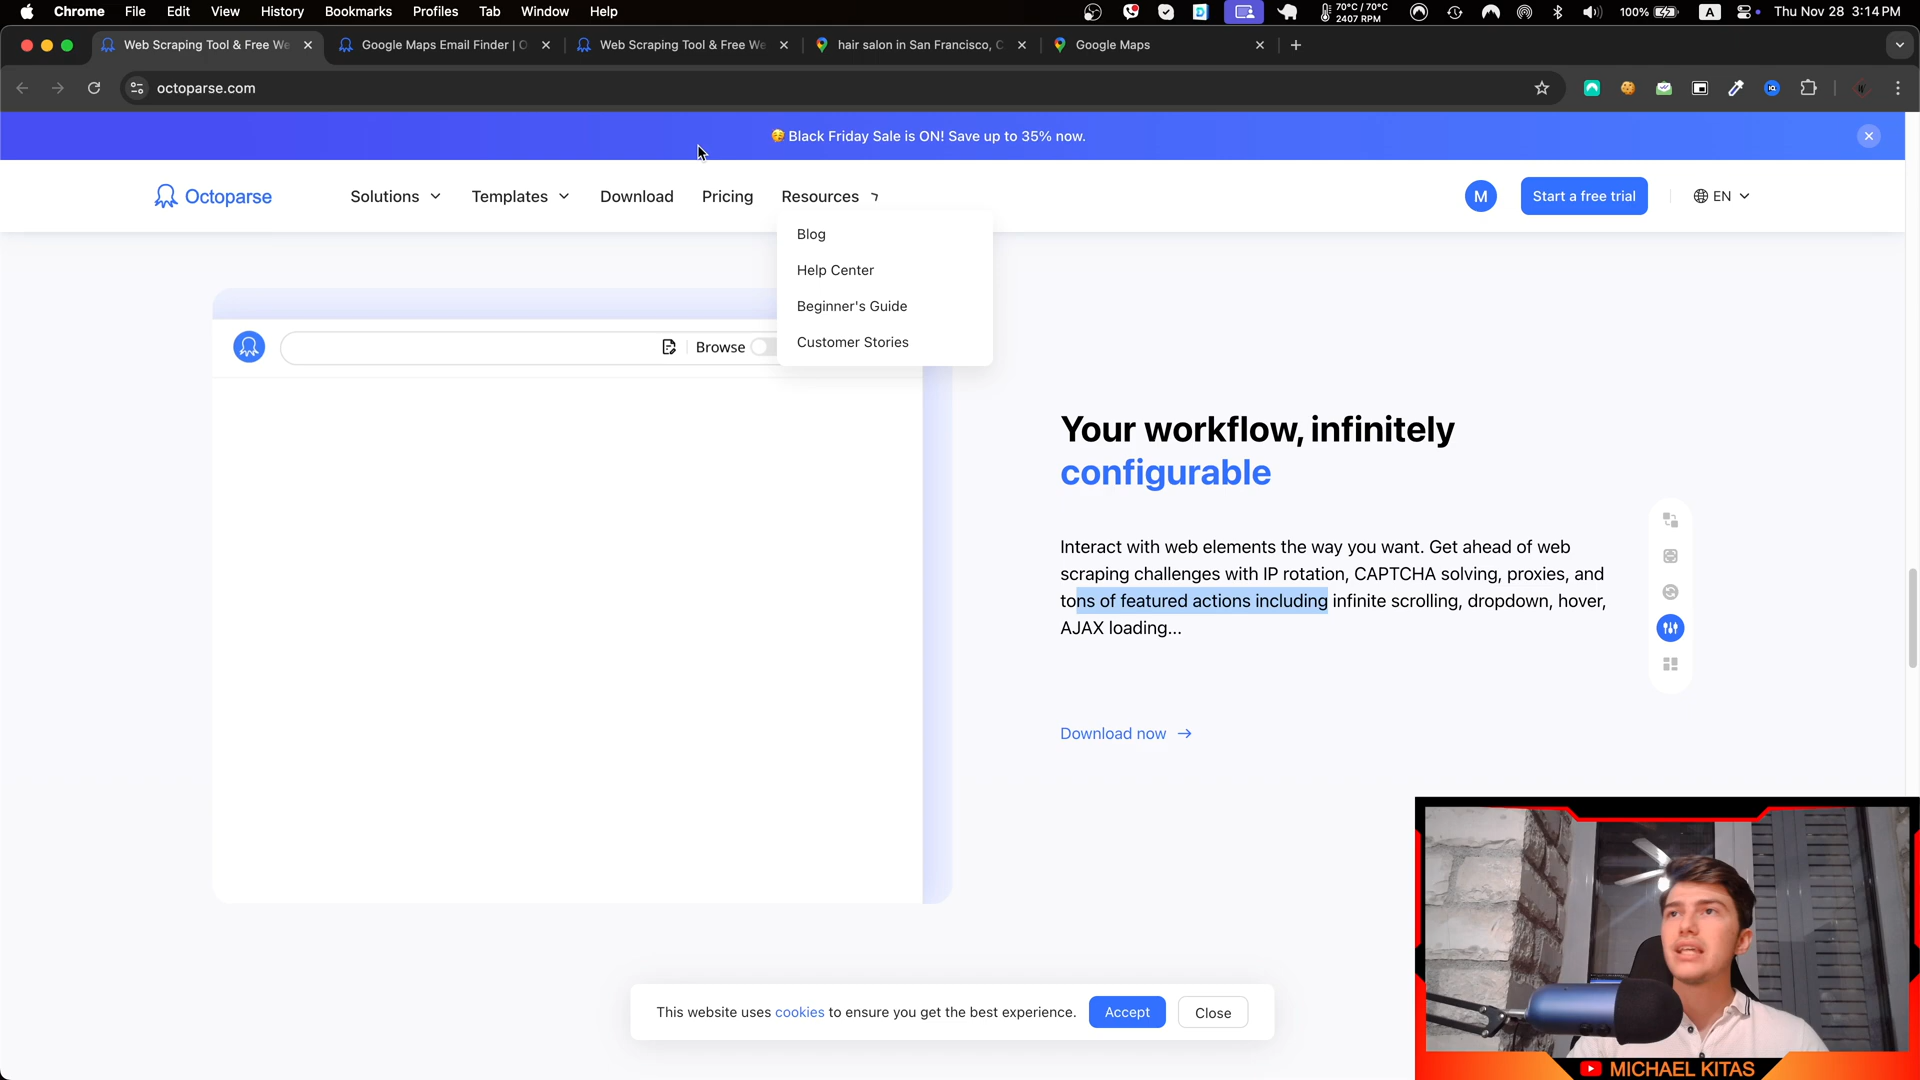 Chrome File Edit View History Bookmarks Profiles Tab Window Help
70°C / 70°C
2407 RPM
100%
A
Thu Nov 28 3:14 PM
Web Scraping Tool & Free We
Google Maps Email Finder | O
Web Scraping Tool & Free We
hair salon in San Francisco, C
Google Maps
octoparse.com
Black Friday Sale is ON! Save up to 35% now.
Octoparse
Solutions
Templates
Download
Pricing
Resources
M
Start a free trial
EN
Blog
Help Center
Beginner's Guide
Customer Stories
Browse
Your workflow, infinitely
configurable
Interact with web elements the way you want. Get ahead of web
scraping challenges with IP rotation, CAPTCHA solving, proxies, and
tons of featured actions including infinite scrolling, dropdown, hover,
AJAX loading...
Download now →
This website uses cookies to ensure you get the best experience.
Accept
Close
MICHAEL KITAS